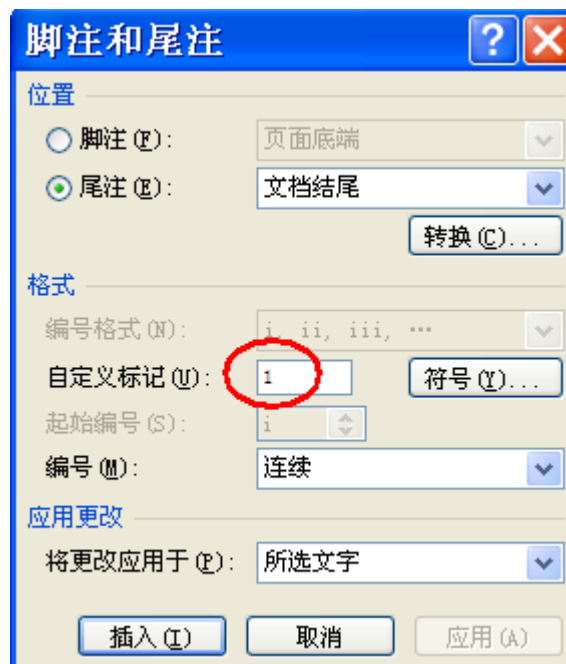 脚注和尾注
位置
脚注(F): 页面底端
尾注(E): 文档结尾
转换(C)...
格式
编号格式(N): i, ii, iii, …
自定义标记(U): 1 符号(Y)...
起始编号(S): i
编号(M): 连续
应用更改
将更改应用于(P): 所选文字
插入(I) 取消 应用(A)